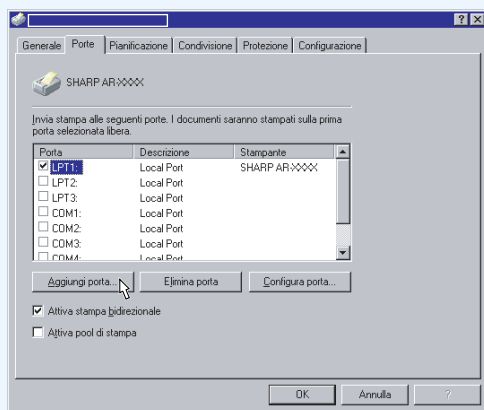 Generale Porte Pianificazione Condivisione Protezione Configurazione
SHARP AR-XXXX
Invia stampa alle seguenti porte. I documenti saranno stampati sulla prima
porta selezionata libera.
Porta Descrizione Stampante
LPT1: Local Port SHARP AR-XXXX
LPT2: Local Port
LPT3: Local Port
COM1: Local Port
COM2: Local Port
COM3: Local Port
COM4: Local Port
Aggiungi porta... Elimina porta Configura porta...
Attiva stampa bidirezionale
Attiva pool di stampa
OK Annulla ?